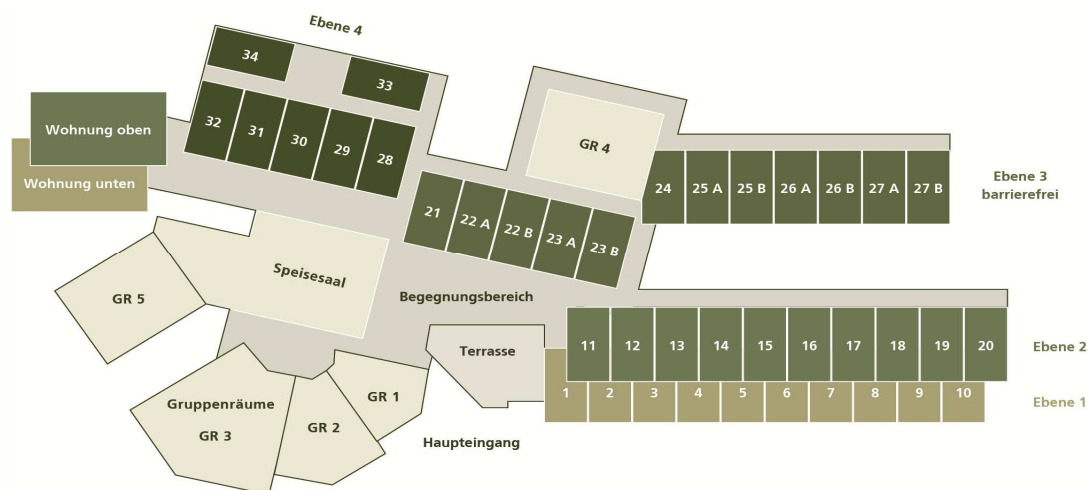 Ebene 4
34
33
32
31
30
29
28
Wohnung oben
Wohnung unten
GR 4
24
25 A
25 B
26 A
26 B
27 A
27 B
Ebene 3
barrierefrei
21
22 A
22 B
23 A
23 B
Speisesaal
GR 5
Begegnungsbereich
Terrasse
11
12
13
14
15
16
17
18
19
20
Ebene 2
1
2
3
4
5
6
7
8
9
10
Ebene 1
Gruppenräume
GR 3
GR 2
GR 1
Haupteingang